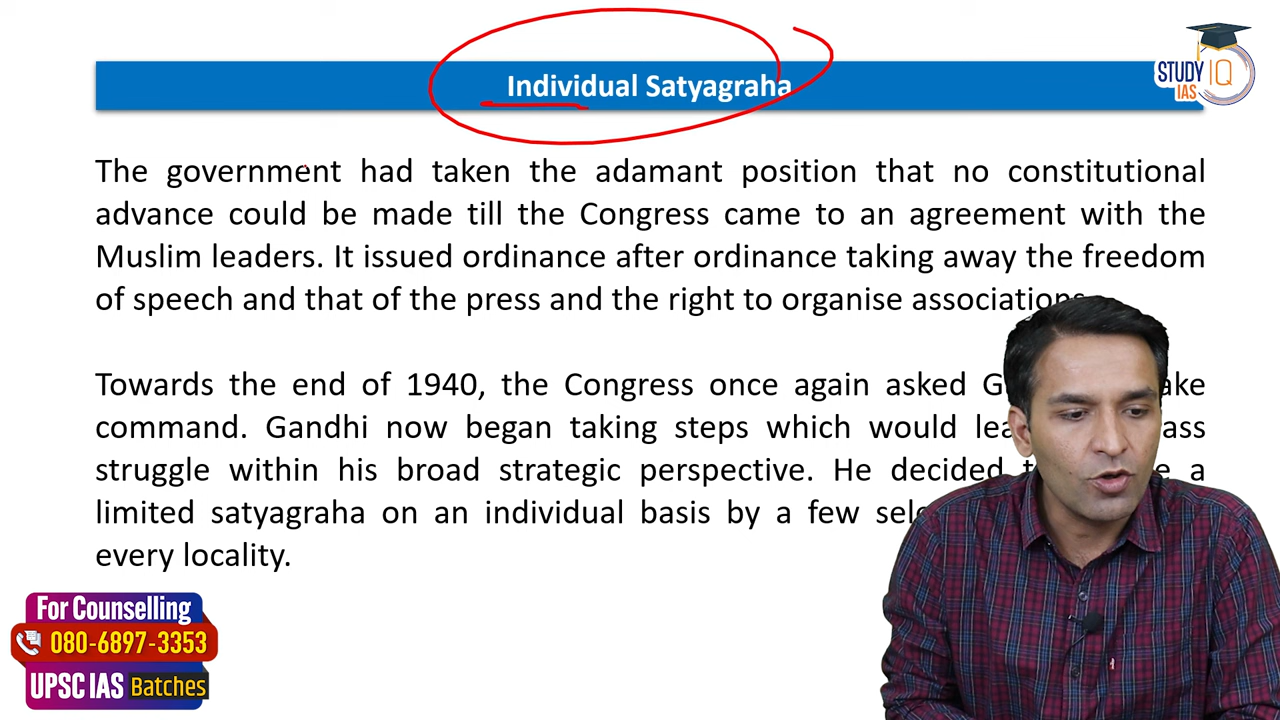 Individual Satyagraha
STUDY IQ
IAS
The government had taken the adamant position that no constitutional
advance could be made till the Congress came to an agreement with the
Muslim leaders. It issued ordinance after ordinance taking away the freedom
of speech and that of the press and the right to organise associations
Towards the end of 1940, the Congress once again asked
command. Gandhi now began taking steps which would
struggle within his broad strategic perspective. He decided
limited satyagraha on an individual basis by a few
every locality.
For Counselling
080-6897-3353
UPSC IAS Batches